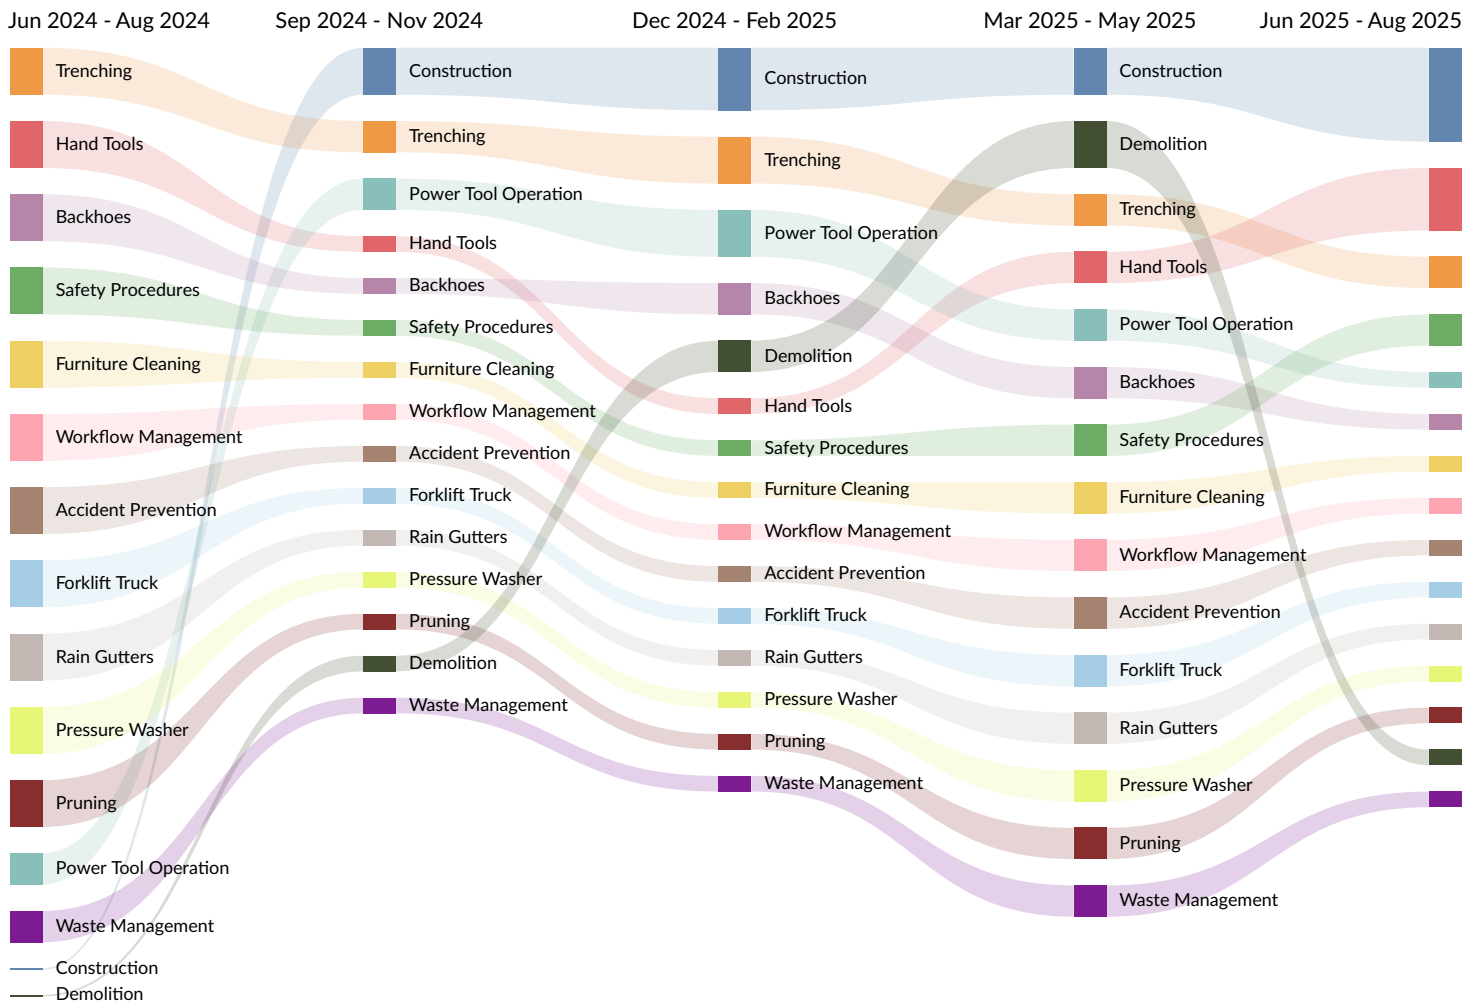 Jun 2024 - Aug 2024
Sep 2024 - Nov 2024
Dec 2024 - Feb 2025
Mar 2025 - May 2025
Jun 2025 - Aug 2025
Trenching
Hand Tools
Backhoes
Safety Procedures
Furniture Cleaning
Workflow Management
Accident Prevention
Forklift Truck
Rain Gutters
Pressure Washer
Pruning
Power Tool Operation
Waste Management
Construction
Demolition
Construction
Trenching
Power Tool Operation
Hand Tools
Backhoes
Safety Procedures
Furniture Cleaning
Workflow Management
Accident Prevention
Forklift Truck
Rain Gutters
Pressure Washer
Pruning
Demolition
Waste Management
Construction
Trenching
Power Tool Operation
Backhoes
Demolition
Hand Tools
Safety Procedures
Furniture Cleaning
Workflow Management
Accident Prevention
Forklift Truck
Rain Gutters
Pressure Washer
Pruning
Waste Management
Construction
Demolition
Trenching
Hand Tools
Power Tool Operation
Backhoes
Safety Procedures
Furniture Cleaning
Workflow Management
Accident Prevention
Forklift Truck
Rain Gutters
Pressure Washer
Pruning
Waste Management